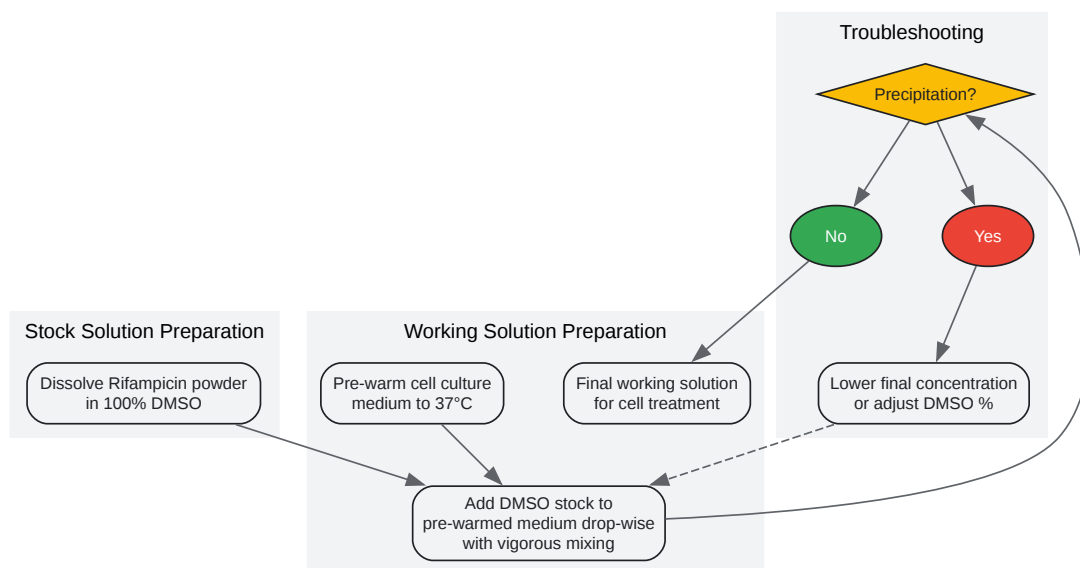 Troubleshooting
Precipitation?
No
Yes
Stock Solution Preparation
Dissolve Rifampicin powder
in 100% DMSO
Working Solution Preparation
Pre-warm cell culture
medium to 37°C
Final working solution
for cell treatment
Lower final concentration
or adjust DMSO %
Add DMSO stock to
pre-warmed medium drop-wise
with vigorous mixing